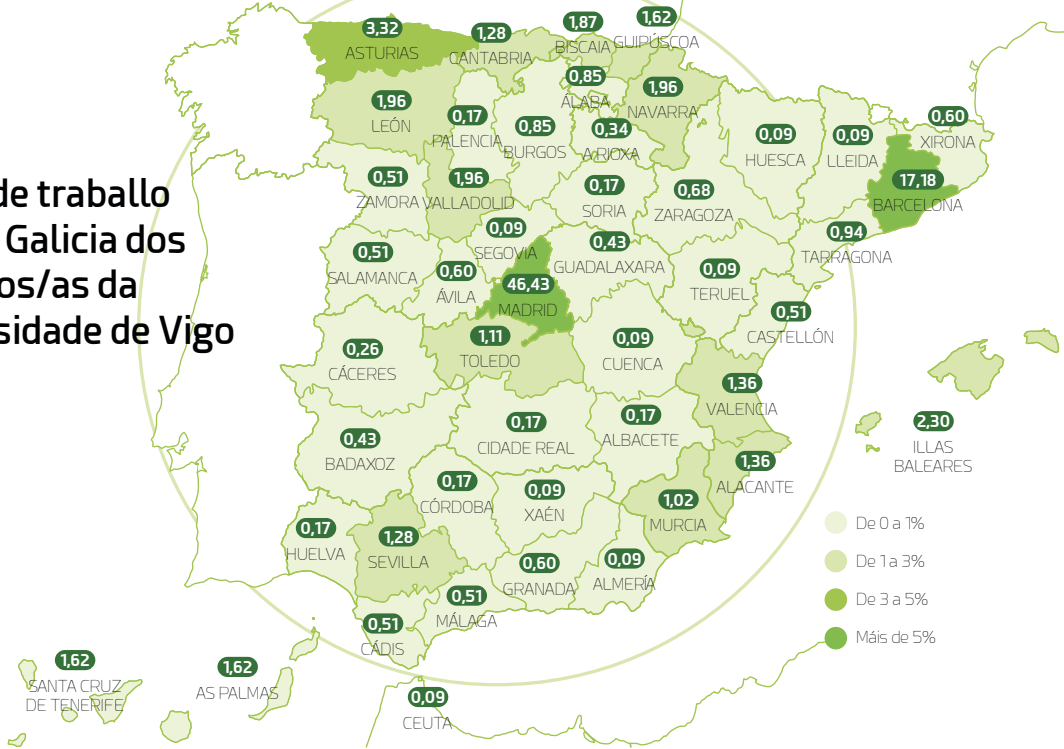 de traballo
Galicia dos
os/as da
sidade de Vigo
3,32
ASTURIAS
1,28
CANTABRIA
1,87
BISCAIA
1,62
GUIPÚSCOA
0,85
ÁLABA
1,96
NAVARRA
1,96
LEÓN
0,17
PALENCIA
0,85
BURGOS
0,34
A RIOXA
0,09
HUESCA
0,09
LLEIDA
0,60
XIRONA
17,18
BARCELONA
0,51
ZAMORA
1,96
VALLADOLID
0,17
SORIA
0,68
ZARAGOZA
0,94
TARRAGONA
0,09
SEGOVIA
0,43
GUADALAXARA
0,51
SALAMANCA
0,60
ÁVILA
46,43
MADRID
0,09
TERUEL
0,51
CASTELLÓN
1,11
TOLEDO
0,26
CÁCERES
0,09
CUENCA
1,36
VALENCIA
0,17
CIDADE REAL
0,17
ALBACETE
2,30
ILLAS
BALEARES
0,43
BADAXOZ
1,36
ALACANTE
0,17
CÓRDOBA
0,09
XAÉN
1,02
MURCIA
0,17
HUELVA
1,28
SEVILLA
0,60
GRANADA
0,09
ALMERÍA
0,51
MÁLAGA
0,51
CÁDIS
1,62
SANTA CRUZ
DE TENERIFE
1,62
AS PALMAS
0,09
CEUTA
De 0 a 1%
De 1 a 3%
De 3 a 5%
Máis de 5%